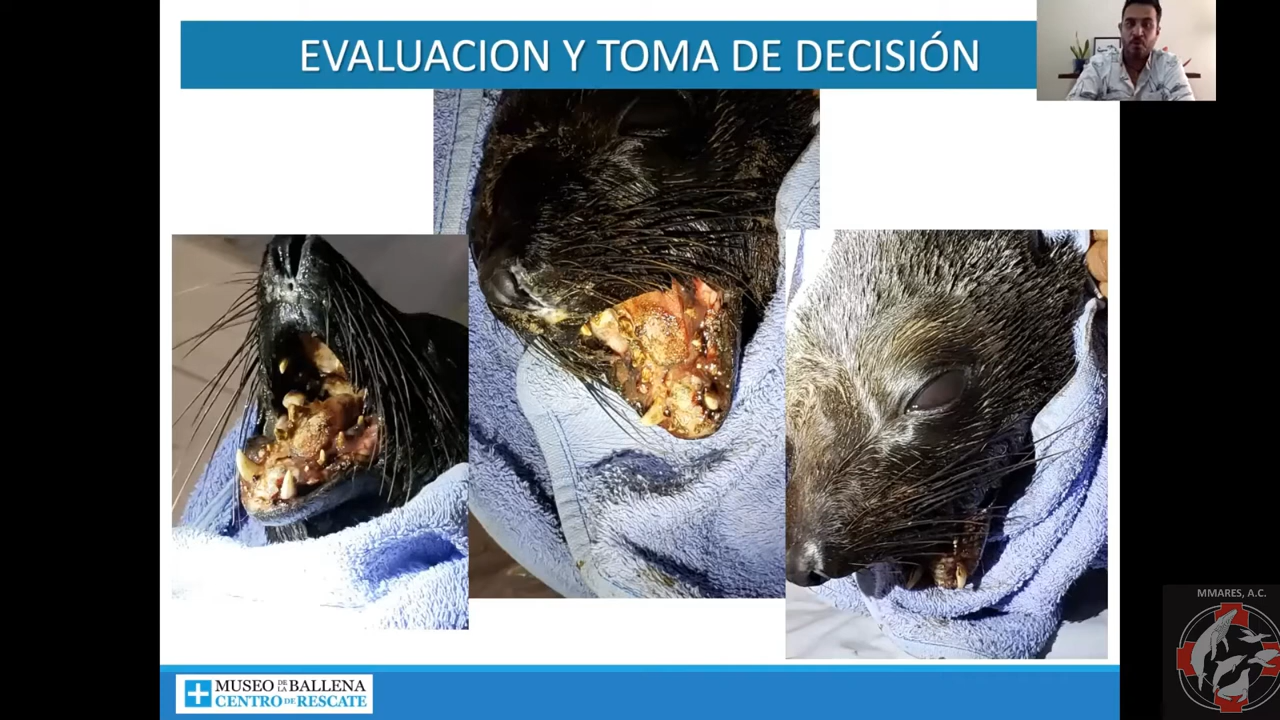 EVALUACION Y TOMA DE DECISIÓN
MUSEO DE LA BALLENA
CENTRO DE RESCATE
MMARES, A.C.